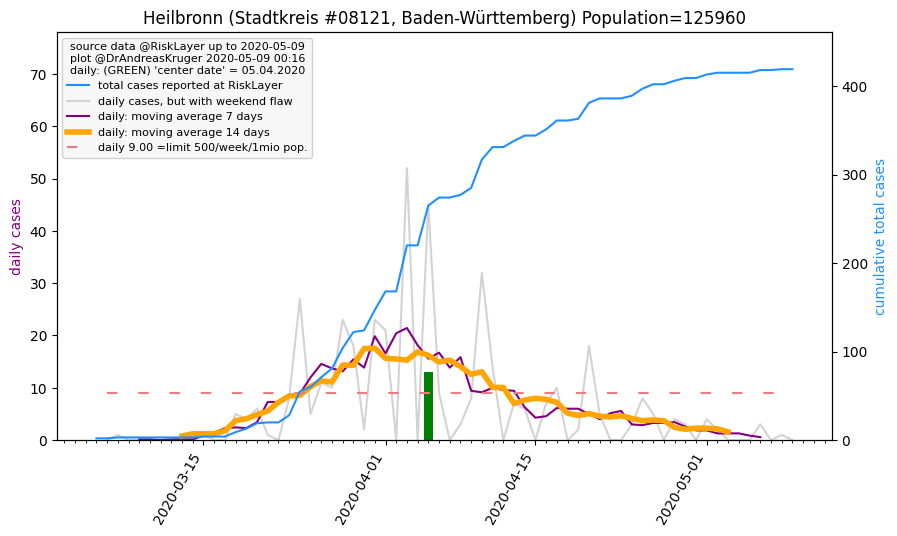 Heilbronn (Stadtkreis #08121, Baden-Württemberg) Population=125960
source data @RiskLayer up to 2020-05-09
plot @DrAndreasKruger 2020-05-09 00:16
daily: (GREEN) 'center date' = 05.04.2020
total cases reported at RiskLayer
daily cases, but with weekend flaw
daily: moving average 7 days
daily: moving average 14 days
daily 9.00 =limit 500/week/1mio pop.
daily cases
70
60
50
40
30
20
10
0
cumulative total cases
400
300
200
100
0
2020-03-15
2020-04-01
2020-04-15
2020-05-01